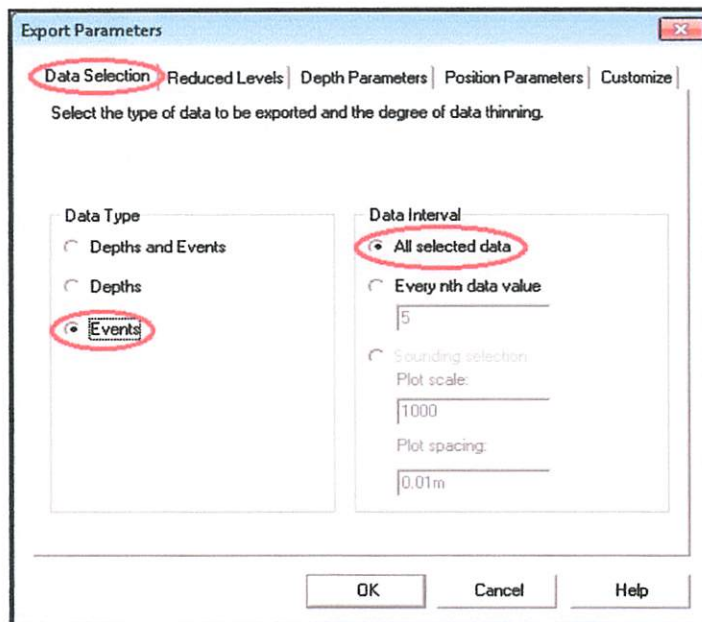 Export Parameters
Data Selection Reduced Levels Depth Parameters Position Parameters Customize
Select the type of data to be exported and the degree of data thinning.
Data Type
Depths and Events
Depths
Events
Data Interval
All selected data
Every nth data value
5
Sounding selection
Plot scale:
1000
Plot spacing:
0.01m
OK Cancel Help